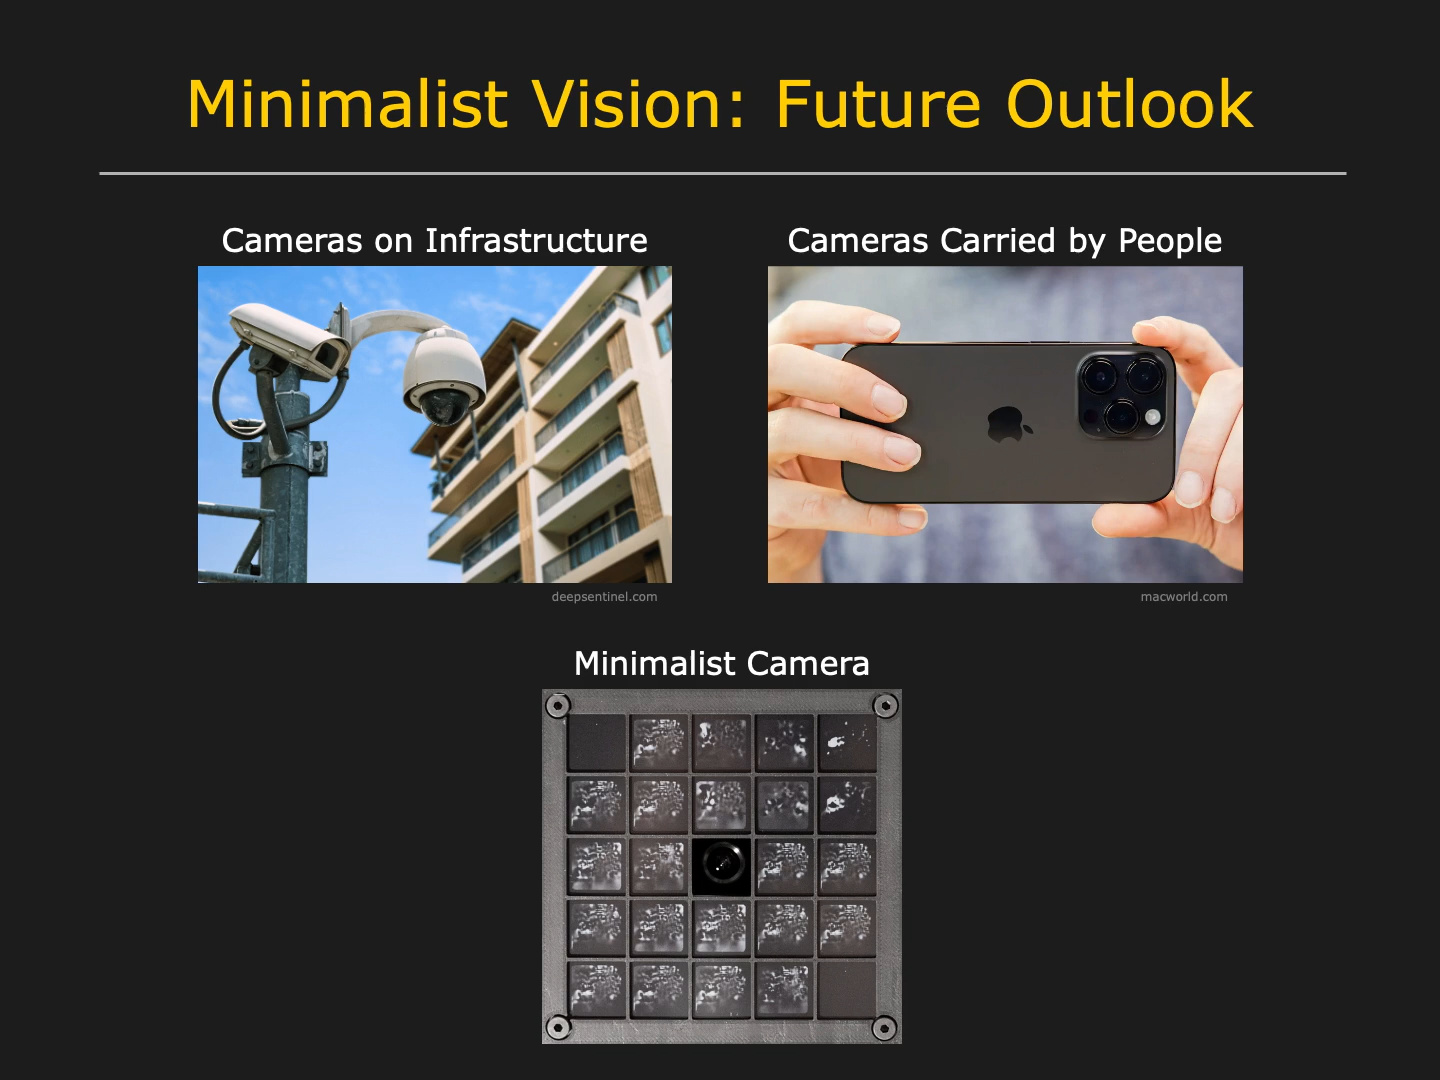 Minimalist Vision: Future Outlook
Cameras on Infrastructure
Cameras Carried by People
deepsentinel.com
macworld.com
Minimalist Camera